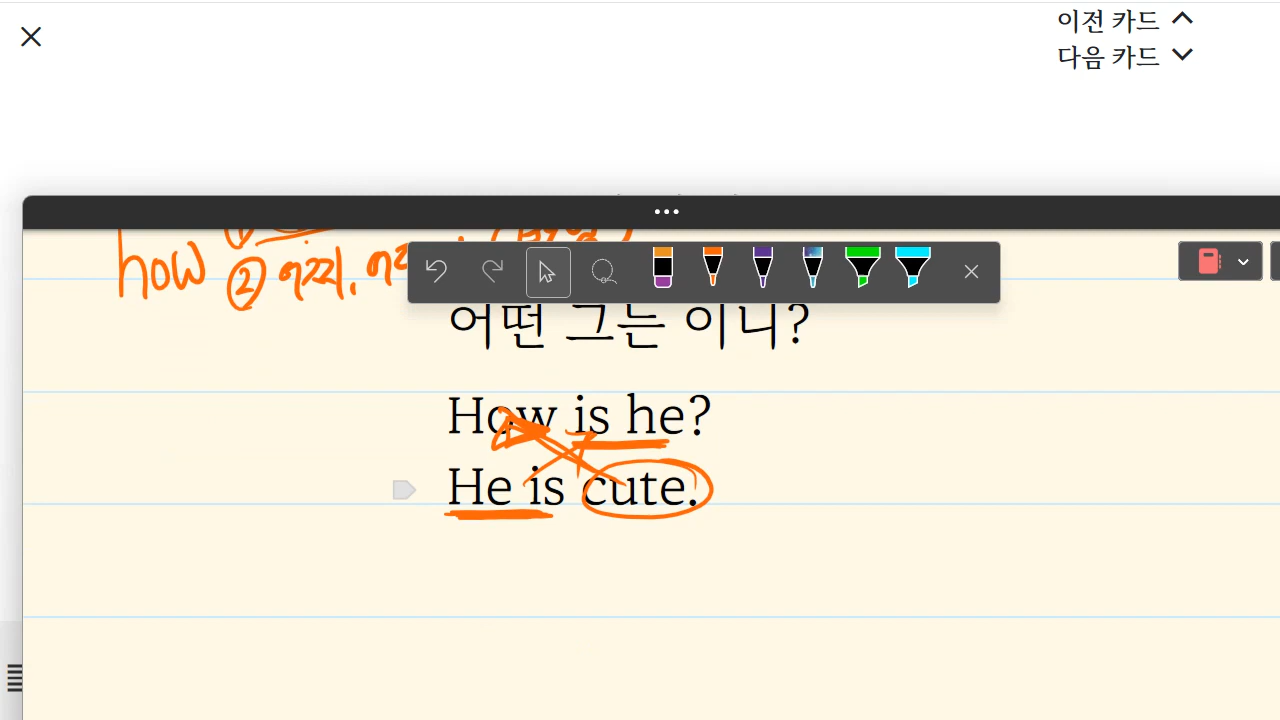 이전 카드
다음 카드
how ①
② 어찌,
어떤 그는 이니?
How is he?
He is cute.